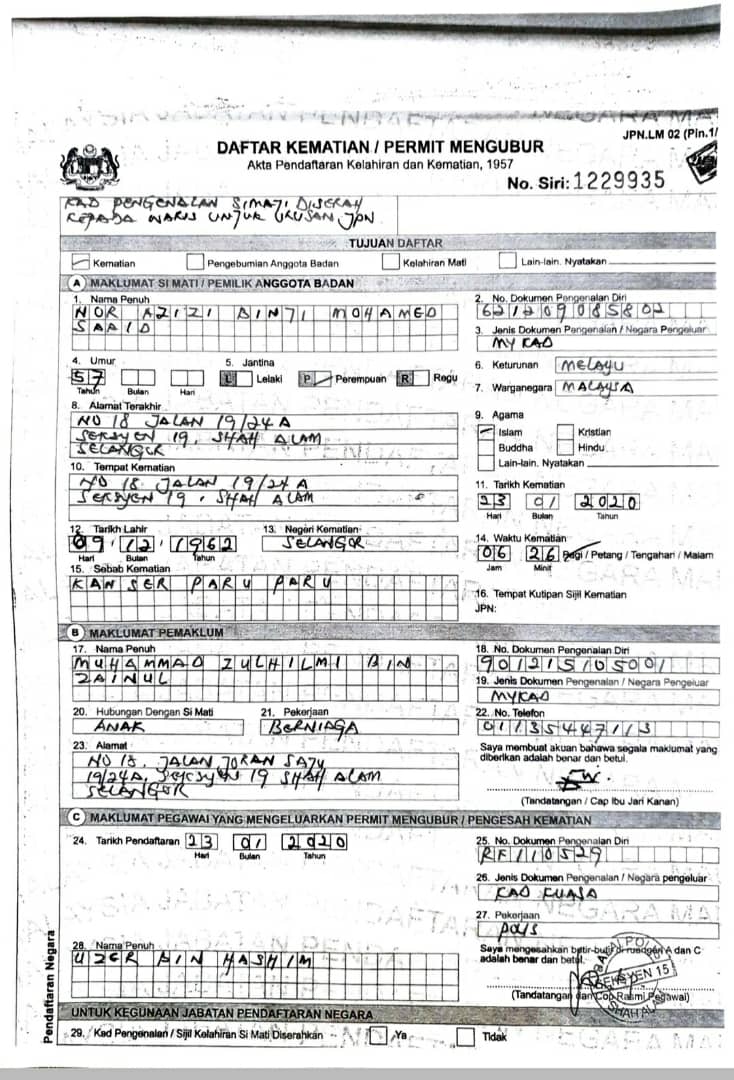 JPN.LM 02 (Pin.1/
DAFTAR KEMATIAN / PERMIT MENGUBUR
Akta Pendaftaran Kelahiran dan Kematian, 1957
No. Siri: 1229935
KAD PENGENALAN SIMATI DISERAH
KEPADA WARIS UNTUK URUSAN JPN
TUJUAN DAFTAR
Kematian Pengebumian Anggota Badan Kelahiran Mati Lain-lain. Nyatakan
A MAKLUMAT SI MATI / PEMILIK ANGGOTA BADAN
1. Nama Penuh
NOR AZIZI BINTI MOHAMED
SAAID
2. No. Dokumen Pengenalan Diri
621209085802
3. Jenis Dokumen Pengenalan / Negara Pengeluar
MY KAD
4. Umur
57
Tahun Bulan Hari
5. Jantina
L Lelaki P Perempuan R Ragu
6. Keturunan MELAYU
7. Warganegara MALAYSIA
8. Alamat Terakhir
NO 18 JALAN 19/24 A
SEKSYEN 19, SHAH ALAM
SELANGOR
9. Agama
Islam Kristian
Buddha Hindu
Lain-lain. Nyatakan
10. Tempat Kematian
NO 18 JALAN 19/24 A
SEKSYEN 19, SHAH ALAM
11. Tarikh Kematian
23 01 2020
Hari Bulan Tahun
12. Tarikh Lahir
09 12 1962
Hari Bulan Tahun
13. Negeri Kematian
SELANGOR
14. Waktu Kematian
06 26 Pagi / Petang / Tengahari / Malam
Jam Minit
15. Sebab Kematian
KANSER PARU PARU
16. Tempat Kutipan Sijil Kematian
JPN:
B MAKLUMAT PEMAKLUM
17. Nama Penuh
MUHAMMAD ZULHILMI BIN
ZAINUL
18. No. Dokumen Pengenalan Diri
901215105001
19. Jenis Dokumen Pengenalan / Negara Pengeluar
MYKAD
20. Hubungan Dengan Si Mati
ANAK
21. Pekerjaan
BERNIAGA
22. No. Telefon
01135447113
23. Alamat
NO 18, JALAN JORAN SATU
19/24A, SEKSYEN 19 SHAH ALAM
SELANGOR
Saya membuat akuan bahawa segala maklumat yang
diberikan adalah benar dan betul.
(Tandatangan / Cap Ibu Jari Kanan)
C MAKLUMAT PEGAWAI YANG MENGELUARKAN PERMIT MENGUBUR / PENGESAH KEMATIAN
24. Tarikh Pendaftaran 23 01 2020
Hari Bulan Tahun
25. No. Dokumen Pengenalan Diri
RF110529
26. Jenis Dokumen Pengenalan / Negara pengeluar
KAD KUASA
27. Pekerjaan
POLIS
28. Nama Penuh
UZER BIN HASHIM
Saya mengesahkan butir-butir di ruangan A dan C
adalah benar dan betul.
SEKSYEN 15
SHAH ALAM
(Tandatangan dan Cop Rasmi Pegawai)
Pendaftaran Negara
UNTUK KEGUNAAN JABATAN PENDAFTARAN NEGARA
29. Kad Pengenalan / Sijil Kelahiran Si Mati Diserahkan Ya Tidak